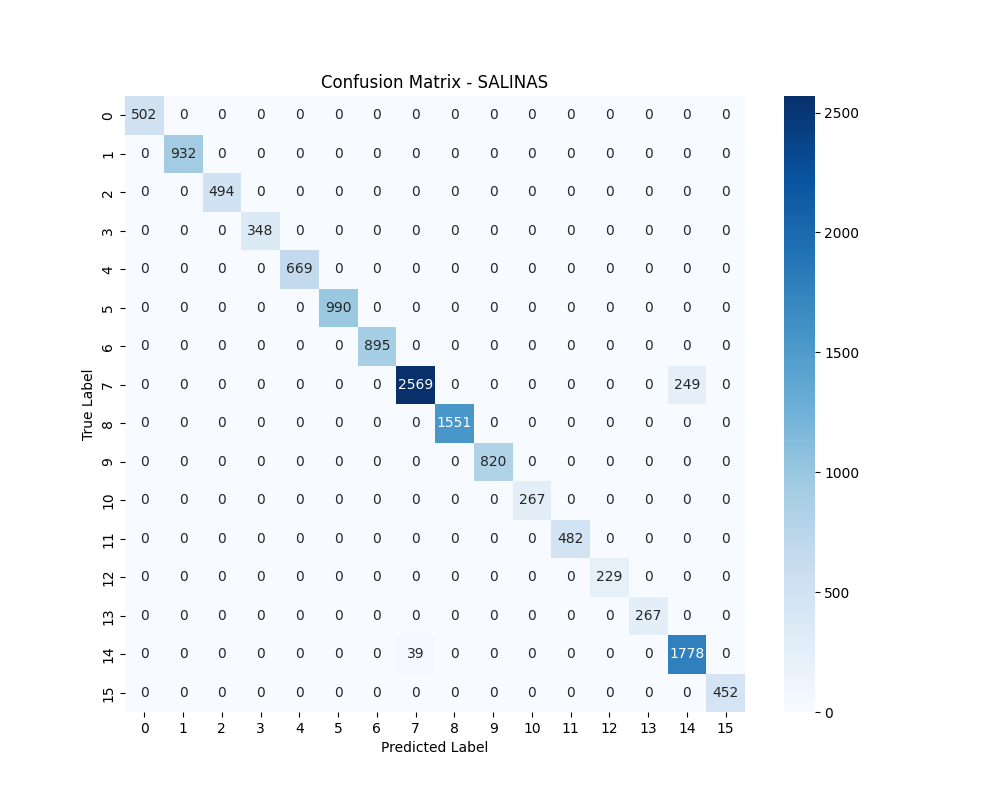 Confusion Matrix - SALINAS
0 502 0 0 0 0 0 0 0 0 0 0 0 0 0 0 0
1 0 932 0 0 0 0 0 0 0 0 0 0 0 0 0 0
2 0 0 494 0 0 0 0 0 0 0 0 0 0 0 0 0
3 0 0 0 348 0 0 0 0 0 0 0 0 0 0 0 0
4 0 0 0 0 669 0 0 0 0 0 0 0 0 0 0 0
5 0 0 0 0 0 990 0 0 0 0 0 0 0 0 0 0
6 0 0 0 0 0 0 895 0 0 0 0 0 0 0 0 0
7 0 0 0 0 0 0 0 2569 0 0 0 0 0 0 249 0
8 0 0 0 0 0 0 0 0 1551 0 0 0 0 0 0 0
9 0 0 0 0 0 0 0 0 0 820 0 0 0 0 0 0
10 0 0 0 0 0 0 0 0 0 0 267 0 0 0 0 0
11 0 0 0 0 0 0 0 0 0 0 0 482 0 0 0 0
12 0 0 0 0 0 0 0 0 0 0 0 0 229 0 0 0
13 0 0 0 0 0 0 0 0 0 0 0 0 0 267 0 0
14 0 0 0 0 0 0 0 39 0 0 0 0 0 0 1778 0
15 0 0 0 0 0 0 0 0 0 0 0 0 0 0 0 452
0 1 2 3 4 5 6 7 8 9 10 11 12 13 14 15
Predicted Label
True Label
2500
2000
1500
1000
500
0